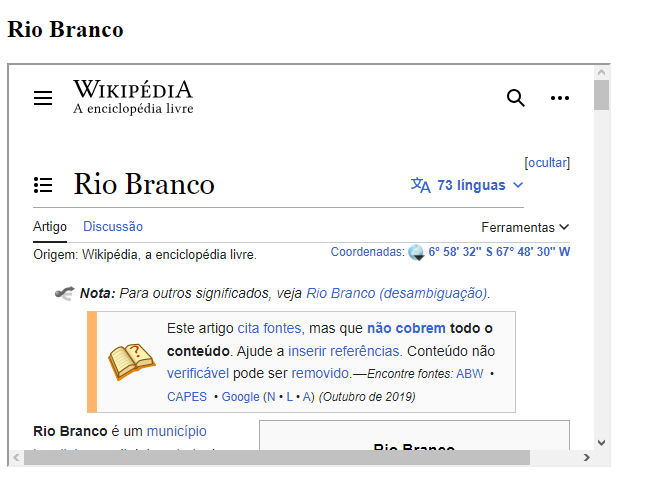 Rio Branco
WIKIPÉDIA
A enciclopédia livre
[ocultar]
Rio Branco
73 línguas
Artigo Discussão Ferramentas
Origem: Wikipédia, a enciclopédia livre.
Coordenadas: 6° 58′ 32″ S 67° 48′ 30″ W
Nota: Para outros significados, veja Rio Branco (desambiguação).
Este artigo cita fontes, mas que não cobrem todo o
conteúdo. Ajude a inserir referências. Conteúdo não
verificável pode ser removido.—Encontre fontes: ABW •
CAPES • Google (N • L • A) (Outubro de 2019)
Rio Branco é um município
Rio Branco